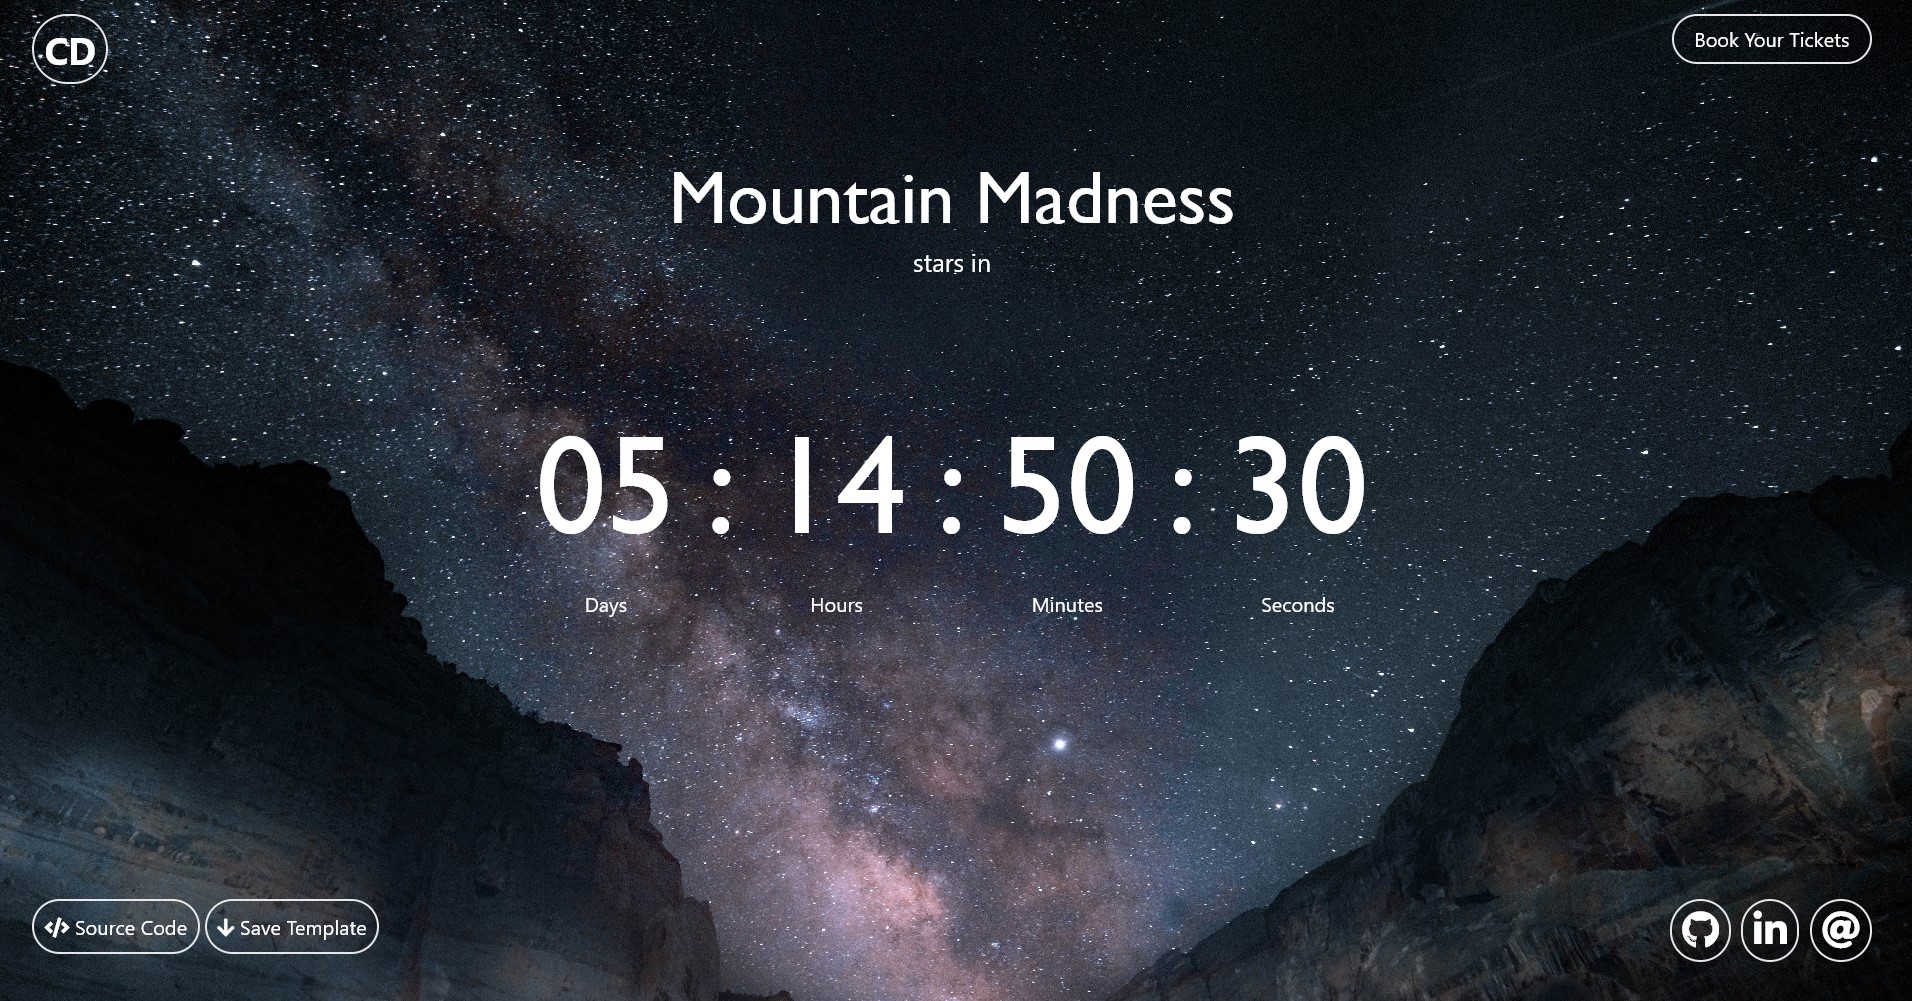 CD
Book Your Tickets
Mountain Madness
stars in
05 : 14 : 50 : 30
Days Hours Minutes Seconds
</> Source Code
Save Template
in
@